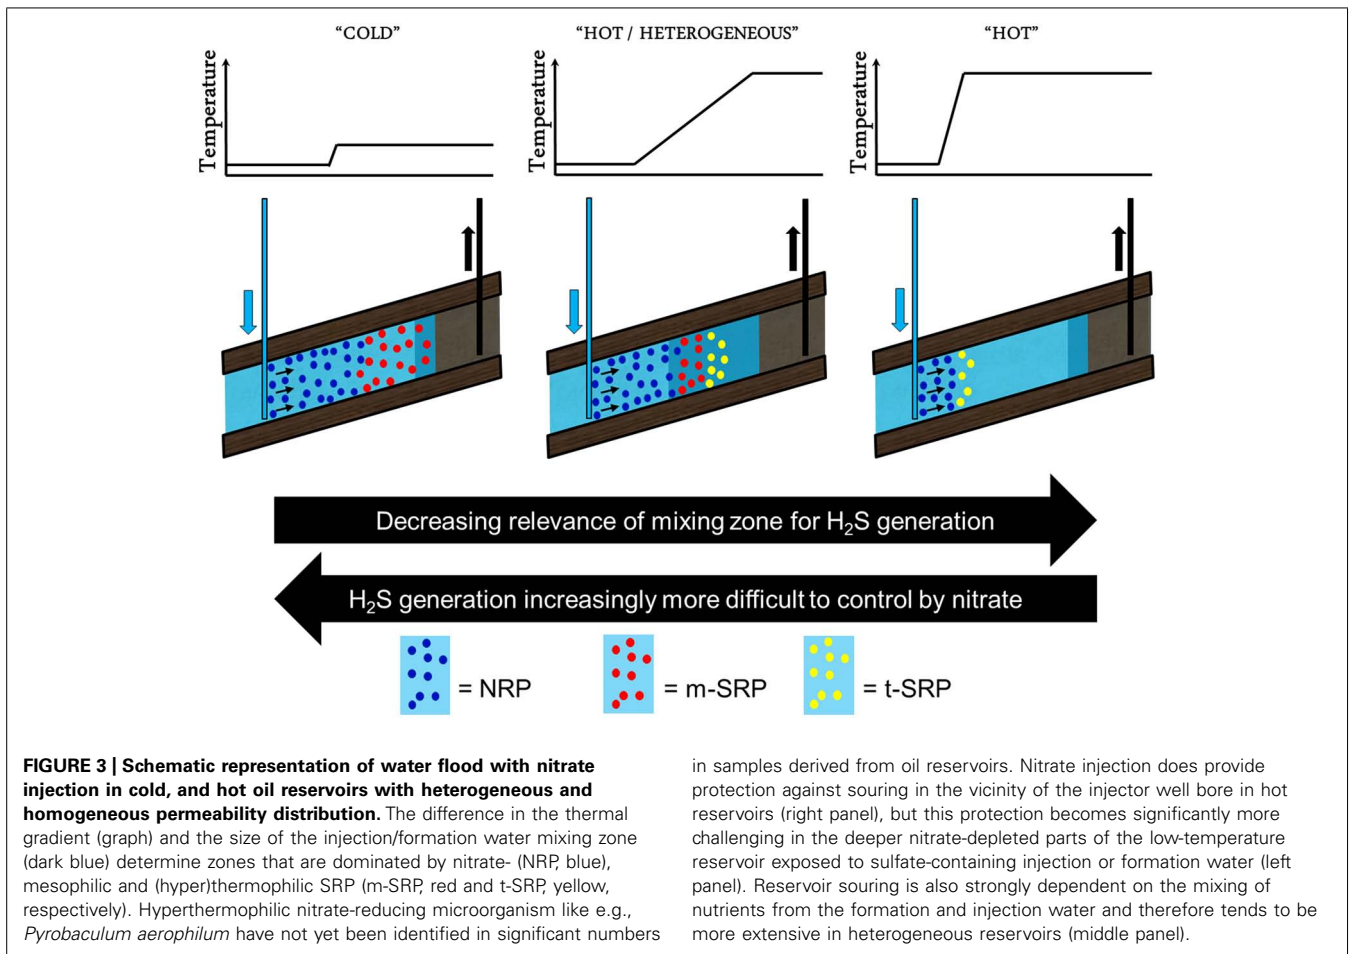 “COLD”
“HOT / HETEROGENEOUS”
“HOT”
Temperature
Temperature
Temperature
Decreasing relevance of mixing zone for H₂S generation
H₂S generation increasingly more difficult to control by nitrate
= NRP
= m-SRP
= t-SRP
FIGURE 3 | Schematic representation of water flood with nitrate
injection in cold, and hot oil reservoirs with heterogeneous and
homogeneous permeability distribution. The difference in the thermal
gradient (graph) and the size of the injection/formation water mixing zone
(dark blue) determine zones that are dominated by nitrate- (NRP, blue),
mesophilic and (hyper)thermophilic SRP (m-SRP, red and t-SRP, yellow,
respectively). Hyperthermophilic nitrate-reducing microorganism like e.g.,
Pyrobaculum aerophilum have not yet been identified in significant numbers
in samples derived from oil reservoirs. Nitrate injection does provide
protection against souring in the vicinity of the injector well bore in hot
reservoirs (right panel), but this protection becomes significantly more
challenging in the deeper nitrate-depleted parts of the low-temperature
reservoir exposed to sulfate-containing injection or formation water (left
panel). Reservoir souring is also strongly dependent on the mixing of
nutrients from the formation and injection water and therefore tends to be
more extensive in heterogeneous reservoirs (middle panel).